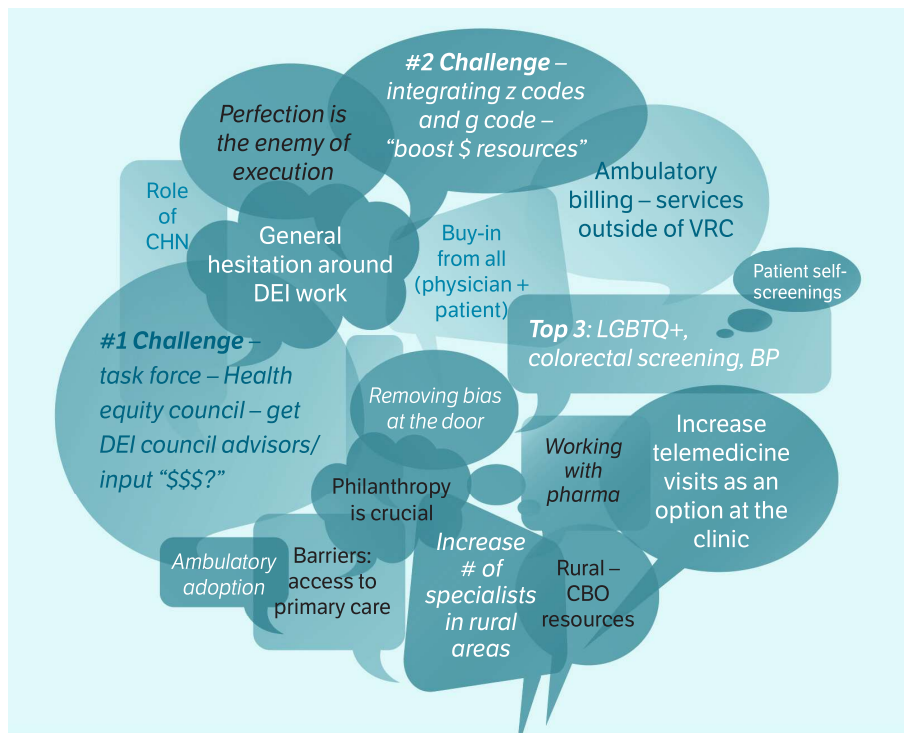 #2 Challenge –
integrating z codes
and g code –
“boost $ resources”
Perfection is
the enemy of
execution
Ambulatory
billing – services
outside of VRC
Role
of
CHN
General
hesitation around
DEI work
Buy-in
from all
(physician +
patient)
Patient self-
screenings
Top 3: LGBTQ+,
colorectal screening, BP
#1 Challenge –
task force – Health
equity council – get
DEI council advisors/
input “$$$?”
Removing bias
at the door
Working
with
pharma
Increase
telemedicine
visits as an
option at the
clinic
Philanthropy
is crucial
Ambulatory
adoption
Barriers:
access to
primary care
Increase
# of
specialists
in rural
areas
Rural –
CBO
resources